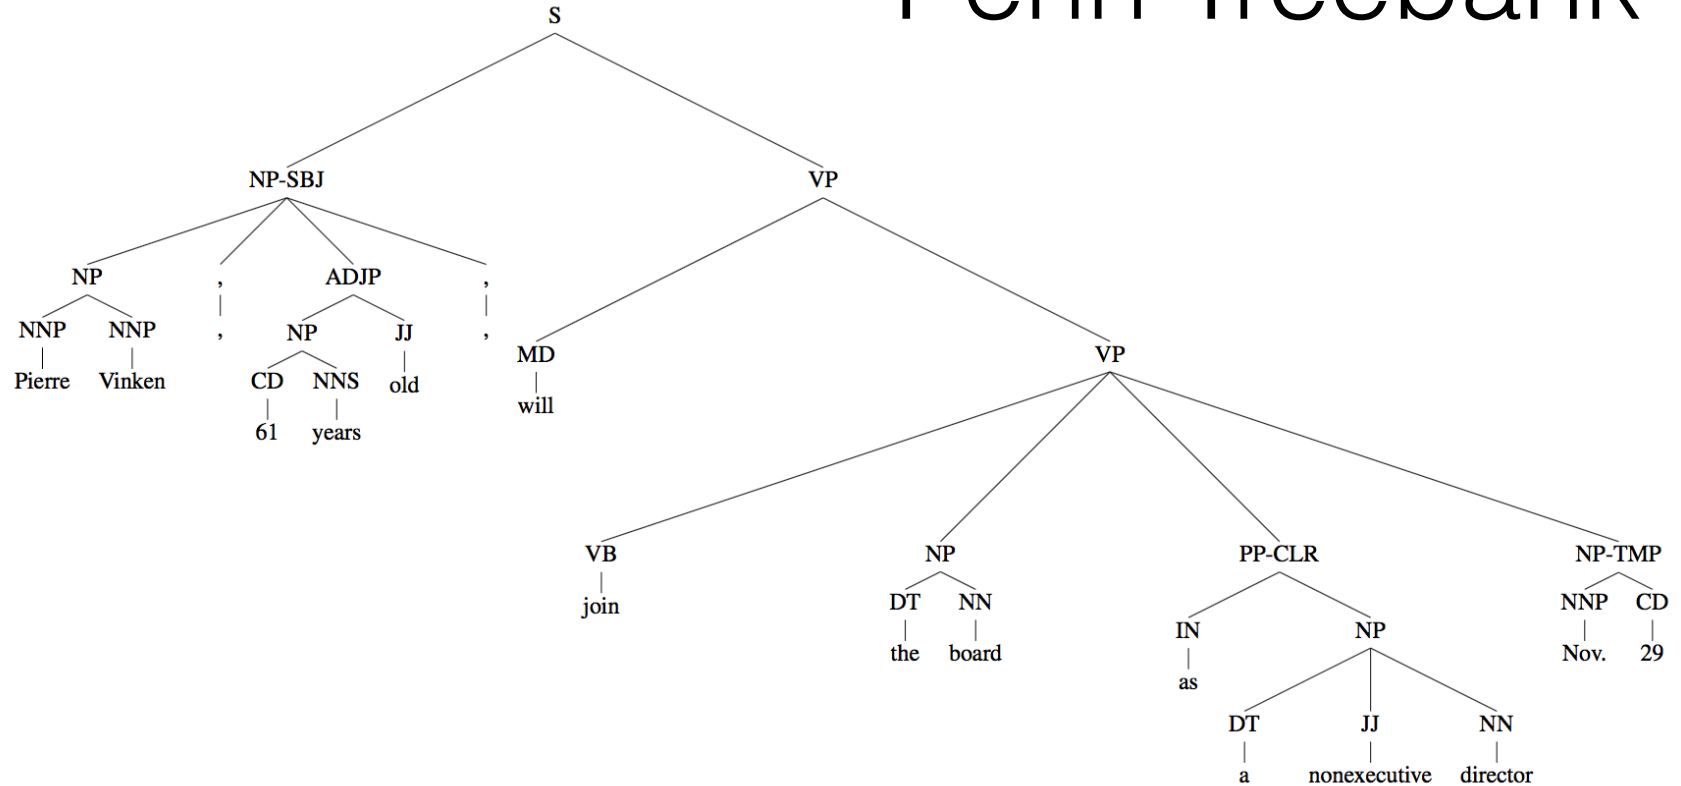 Penn Treebank
S
NP-SBJ VP
NP , ADJP ,
NNP NNP , NP JJ ,
MD VP
Pierre Vinken CD NNS old
will
61 years
VB NP PP-CLR NP-TMP
join DT NN NNP CD
IN NP
the board Nov. 29
as
DT JJ NN
a nonexecutive director